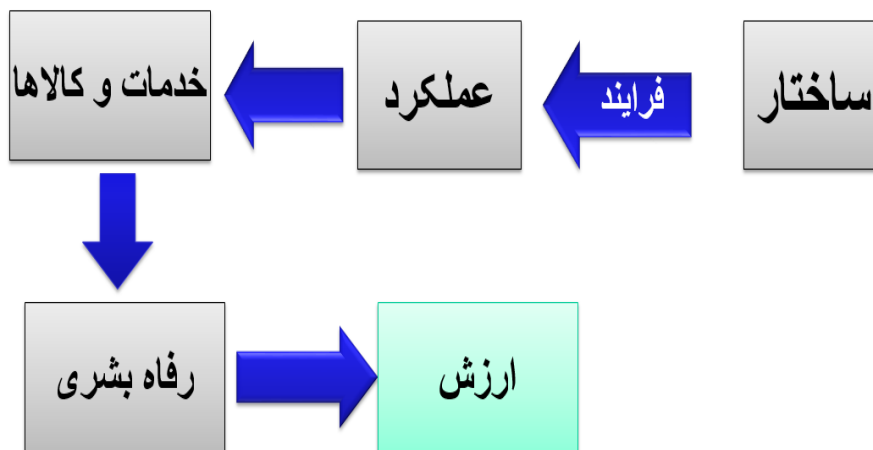 ساختار
فرایند
عملکرد
خدمات و کالاها
رفاه بشری
ارزش